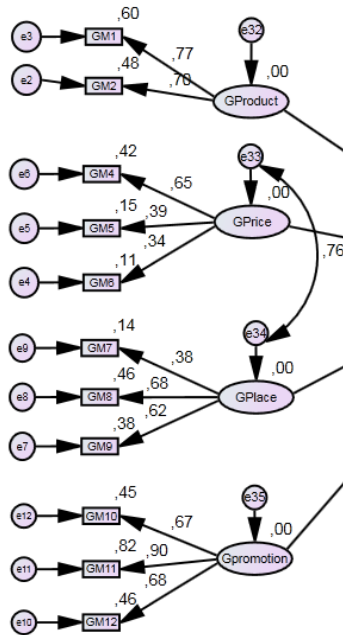 ,60
e32
e3
GM1
,77
,48
,00
e2
GM2
,70
GProduct
,42
e33
e6
GM4
,65
,00
,15
,39
e5
GM5
GPrice
,34
,11
,76
e4
GM6
,14
e34
e9
GM7
,38
,00
,46
,68
e8
GM8
GPlace
,62
,38
e7
GM9
,45
e35
e12
GM10
,67
,00
,82
,90
e11
GM11
Gpromotion
,68
,46
e10
GM12